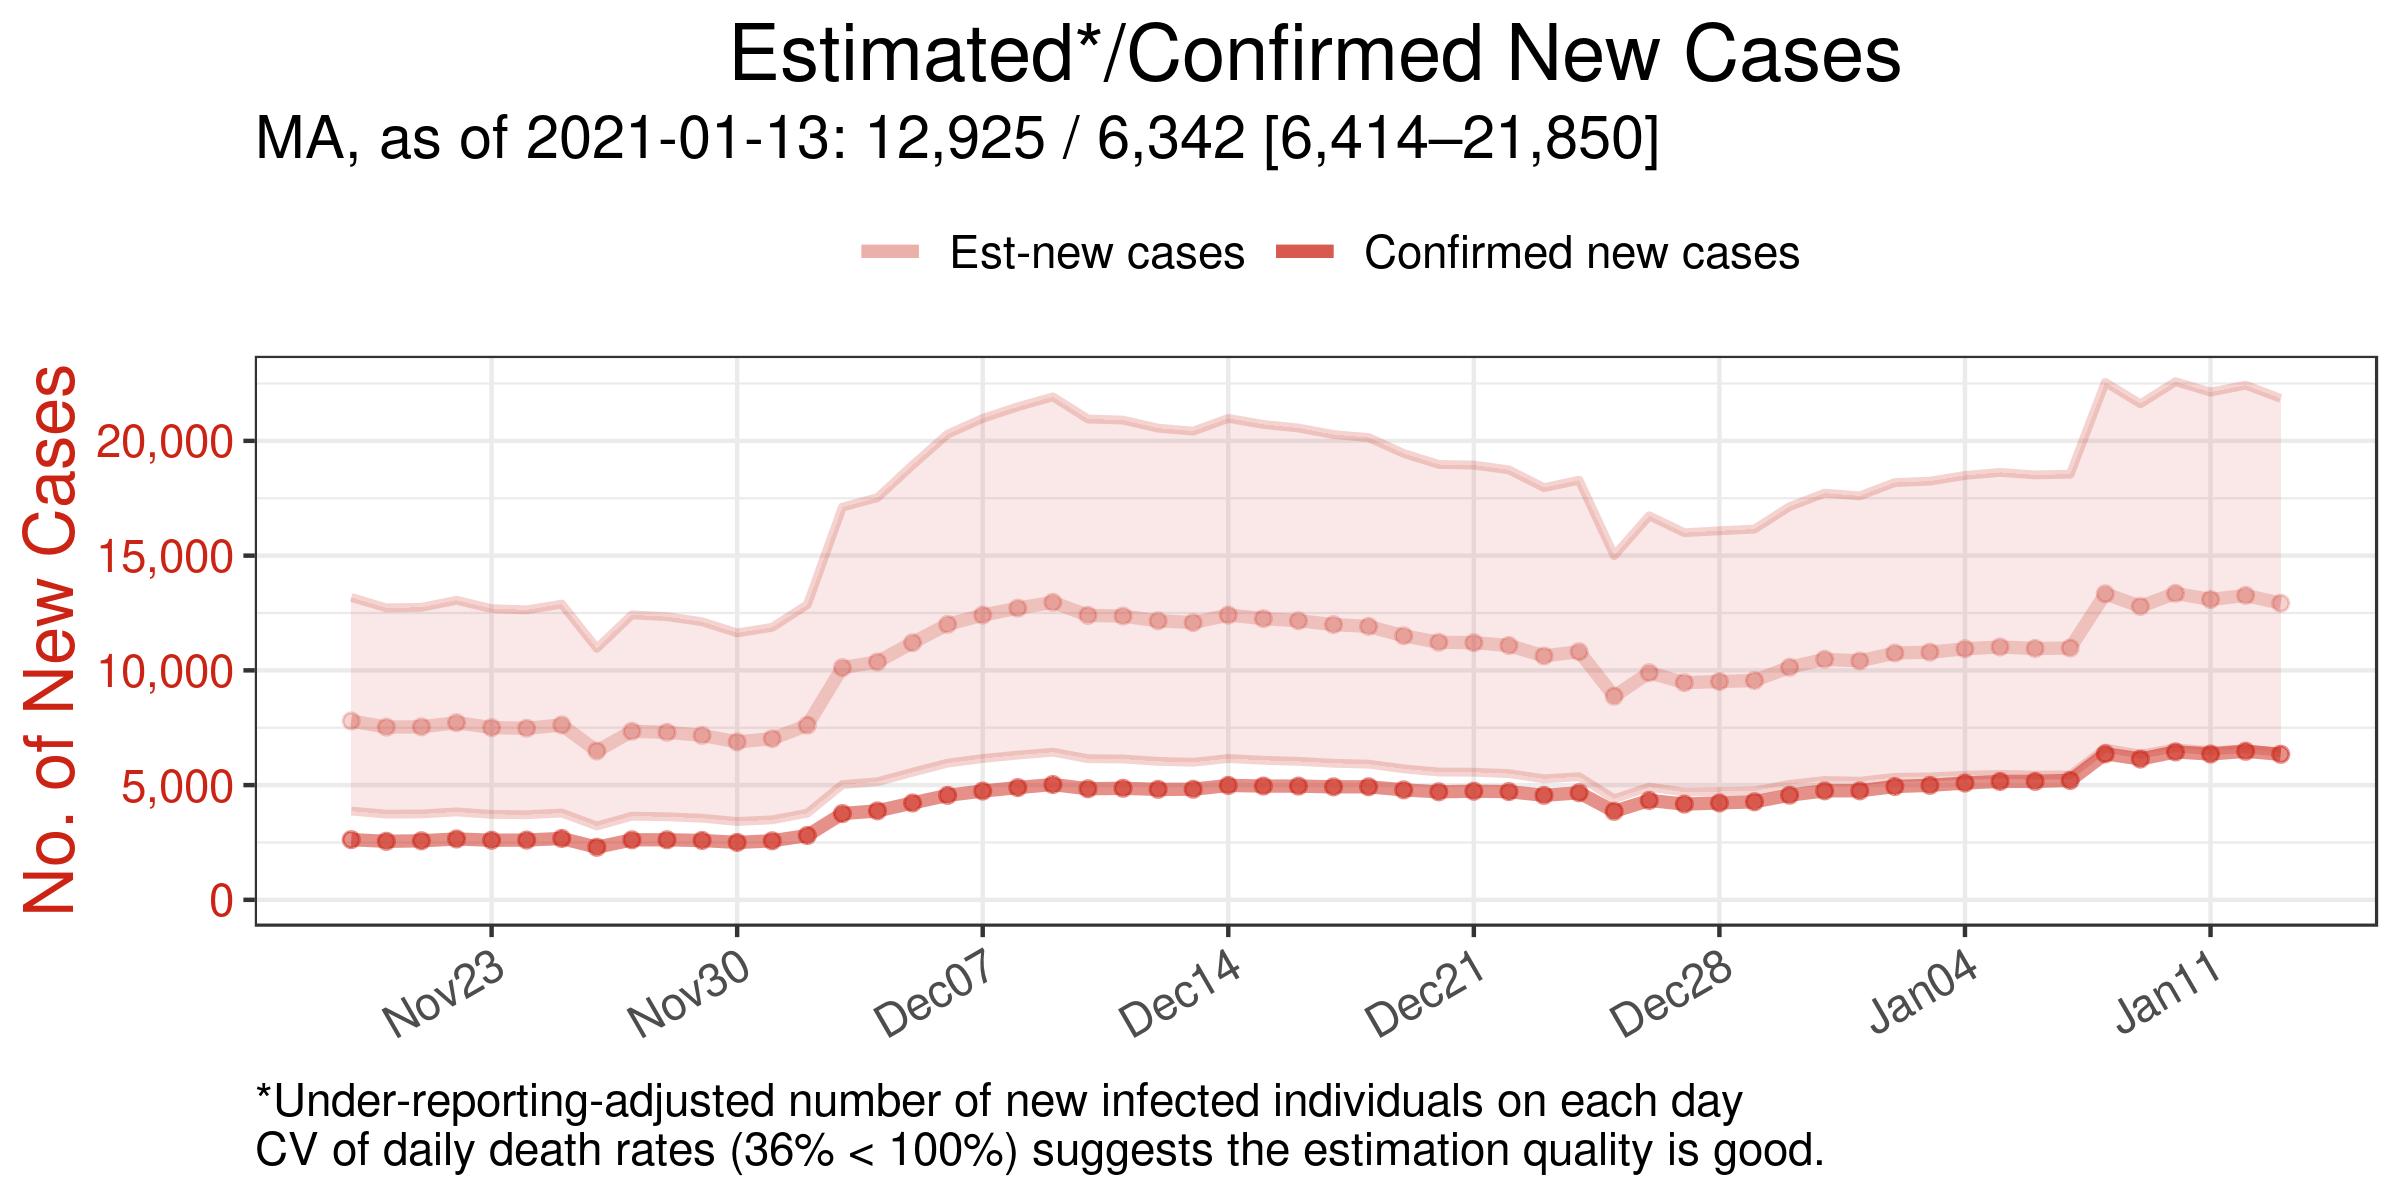 Estimated*/Confirmed New Cases
MA, as of 2021-01-13: 12,925 / 6,342 [6,414–21,850]
Est-new cases
Confirmed new cases
No. of New Cases
20,000
15,000
10,000
5,000
0
Nov23
Nov30
Dec07
Dec14
Dec21
Dec28
Jan04
Jan11
*Under-reporting-adjusted number of new infected individuals on each day
CV of daily death rates (36% < 100%) suggests the estimation quality is good.